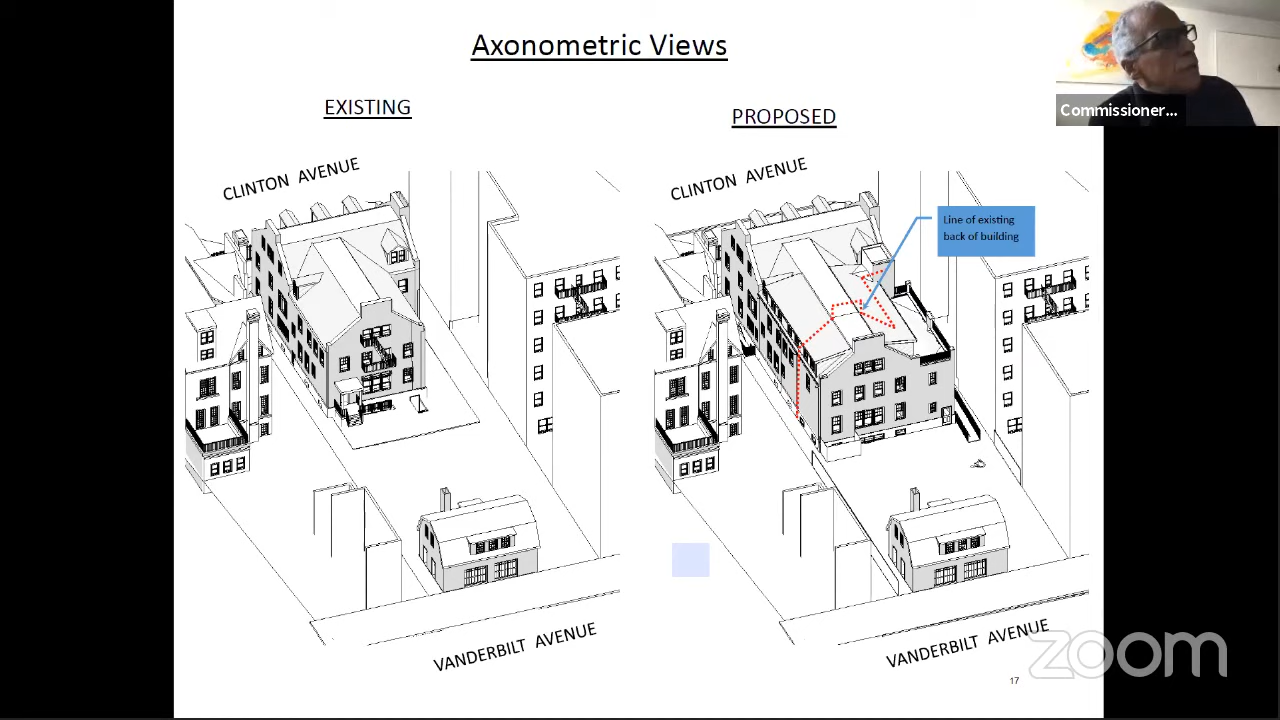 Axonometric Views
EXISTING
PROPOSED
CLINTON AVENUE
CLINTON AVENUE
Line of existing
back of building
VANDERBILT AVENUE
VANDERBILT AVENUE
17
Commissioner...
zoom